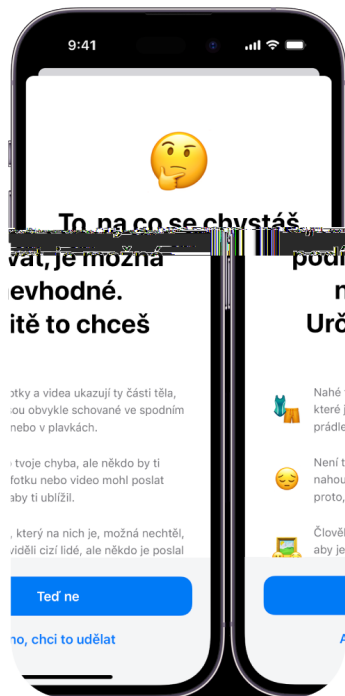 9:41
To, na co se chystáš
vat, je možná
evhodné.
itě to chceš
otky a videa ukazují ty části těla,
sou obvykle schované ve spodním
nebo v plavkách.
tvoje chyba, ale někdo by ti
fotku nebo video mohl poslat
aby ti ublížil.
, který na nich je, možná nechtěl,
viděli cizí lidé, ale někdo je poslal
Teď ne
no, chci to udělat
pod
n
Urč
Nahé
které j
prádle
Není t
nahou
proto,
Člově
aby je
A